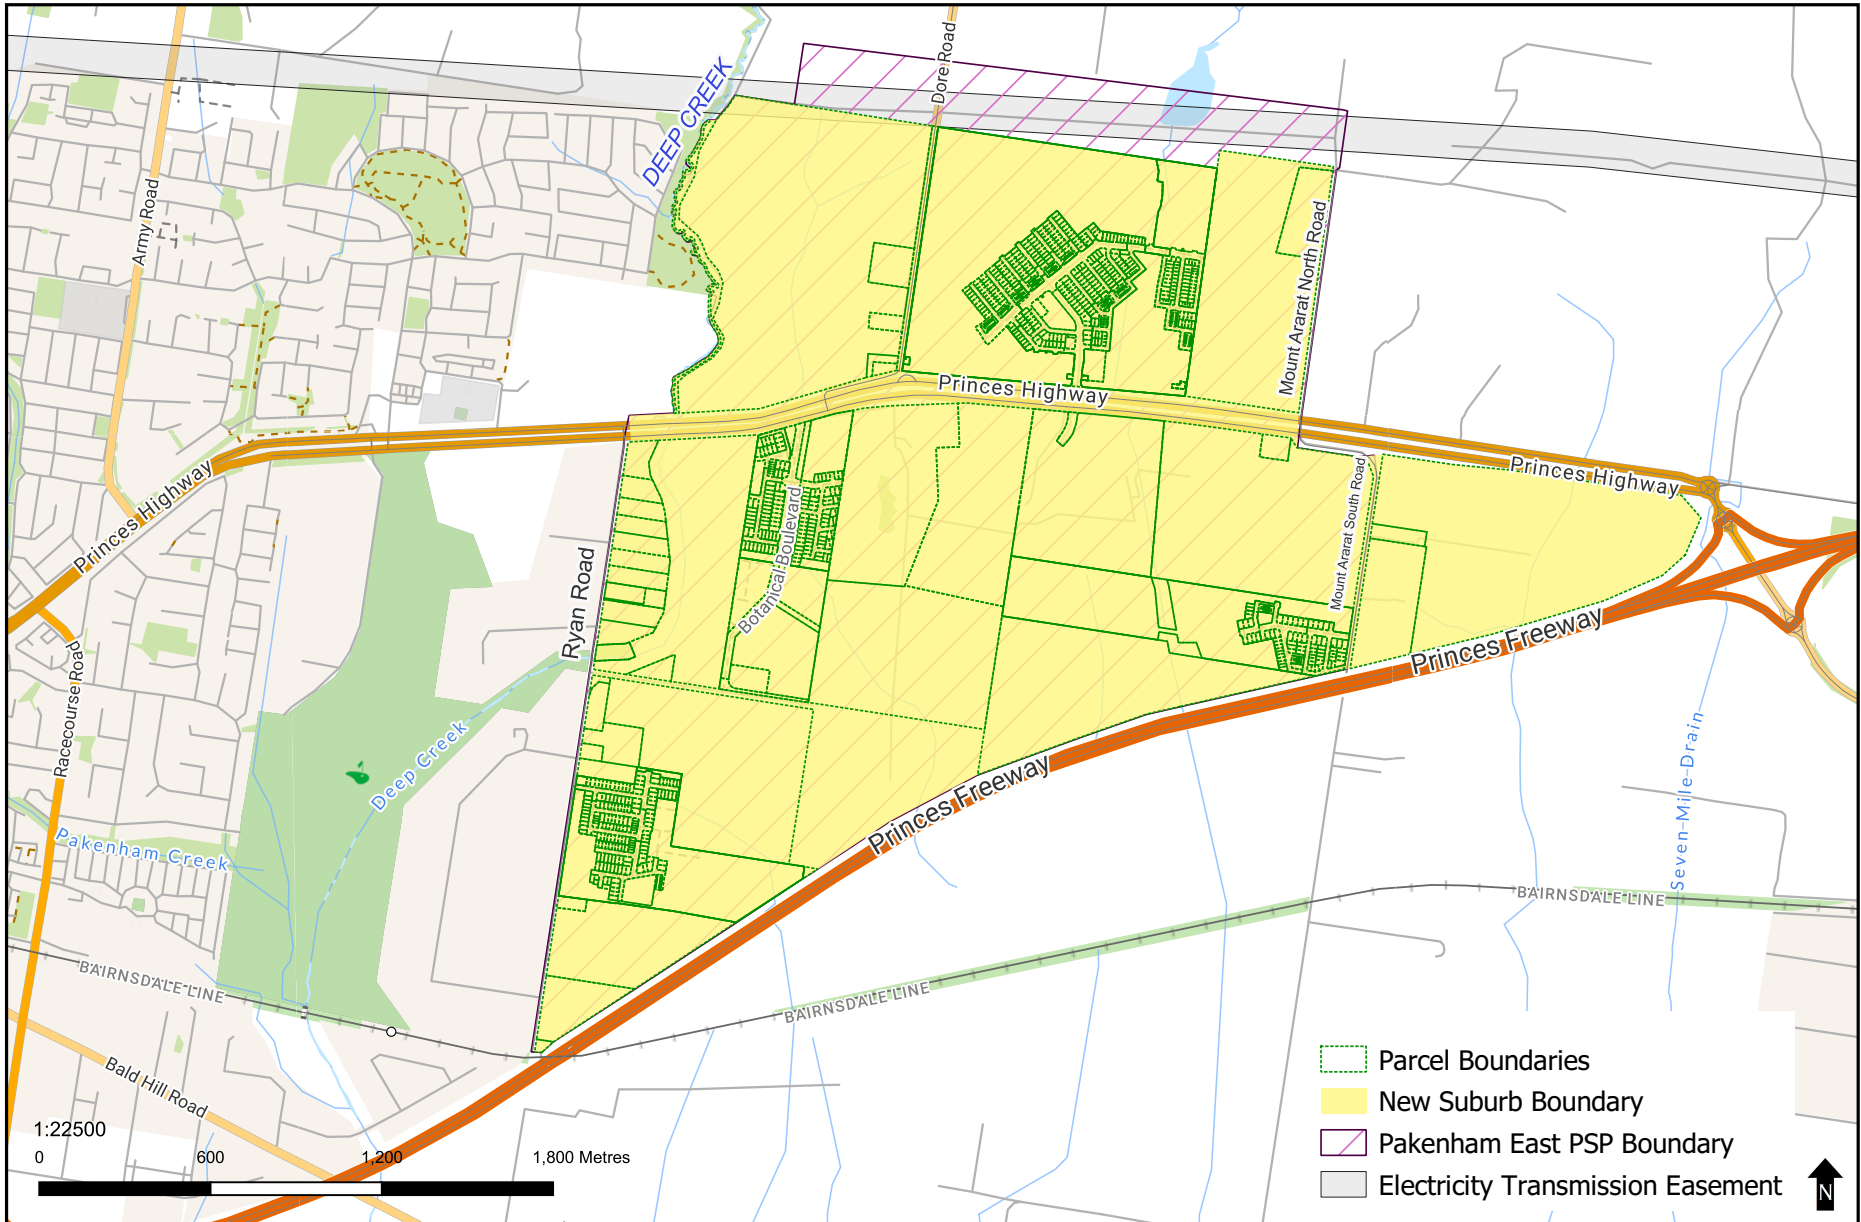 DEEP CREEK
Dore Road
Army Road
Mount Ararat North Road
Princes Highway
Princes Highway
Princes Highway
Mount Ararat South Road
Botanical Boulevard
Ryan Road
Racecourse Road
Deep Creek
Pakenham Creek
Princes Freeway
Princes Freeway
Seven-Mile-Drain
BAIRNSDALE LINE
BAIRNSDALE LINE
BAIRNSDALE LINE
Bald Hill Road
1:22500
0 600 1,200 1,800 Metres
Parcel Boundaries
New Suburb Boundary
Pakenham East PSP Boundary
Electricity Transmission Easement
N